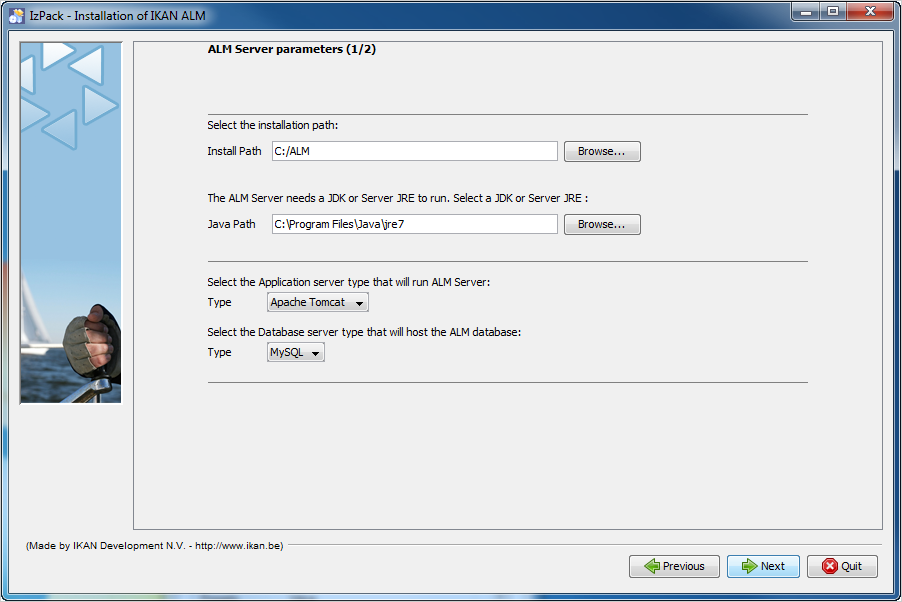 IzPack - Installation of IKAN ALM
ALM Server parameters (1/2)
Select the installation path:
Install Path C:/ALM Browse...
The ALM Server needs a JDK or Server JRE to run. Select a JDK or Server JRE :
Java Path C:\Program Files\Java\jre7 Browse...
Select the Application server type that will run ALM Server:
Type Apache Tomcat
Select the Database server type that will host the ALM database:
Type MySQL
(Made by IKAN Development N.V. - http://www.ikan.be)
Previous Next Quit